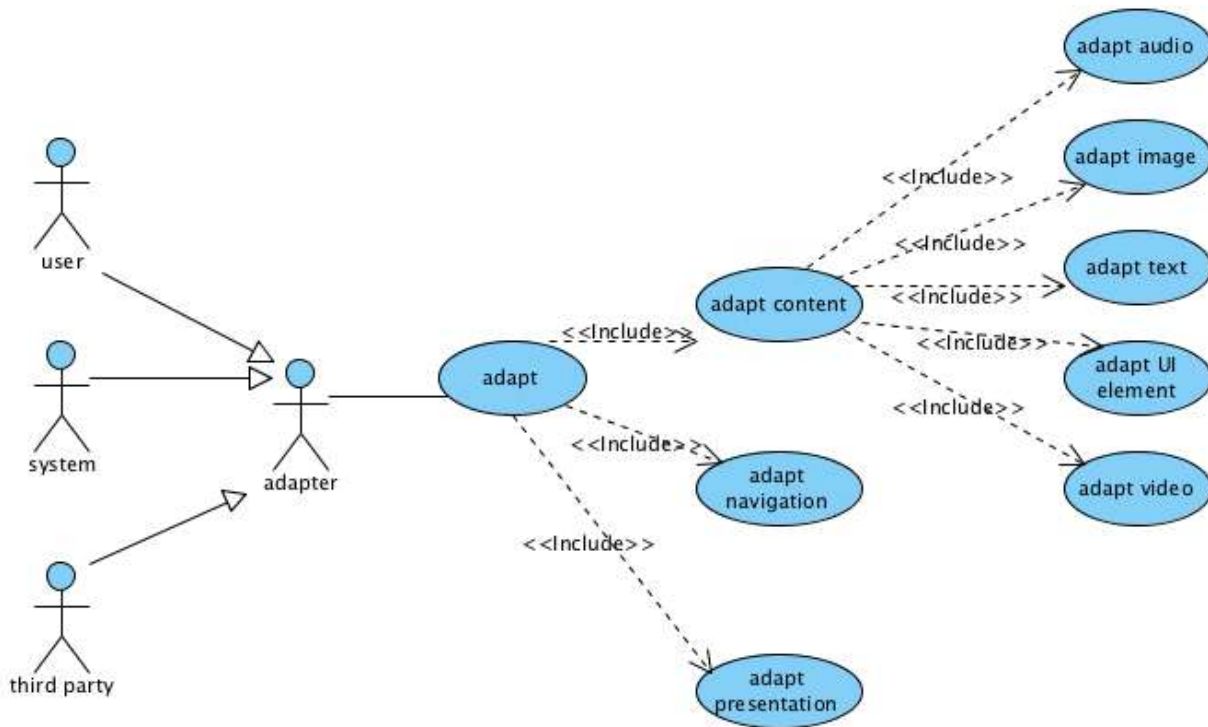 adapt audio
<<Include>>
adapt image
<<Include>>
user
adapt text
<<Include>>
adapt content
<<Include>>
<<Include>>
adapt UI
element
adapt
<<Include>>
<<Include>>
system
adapter
adapt
navigation
adapt video
<<Include>>
third party
adapt
presentation